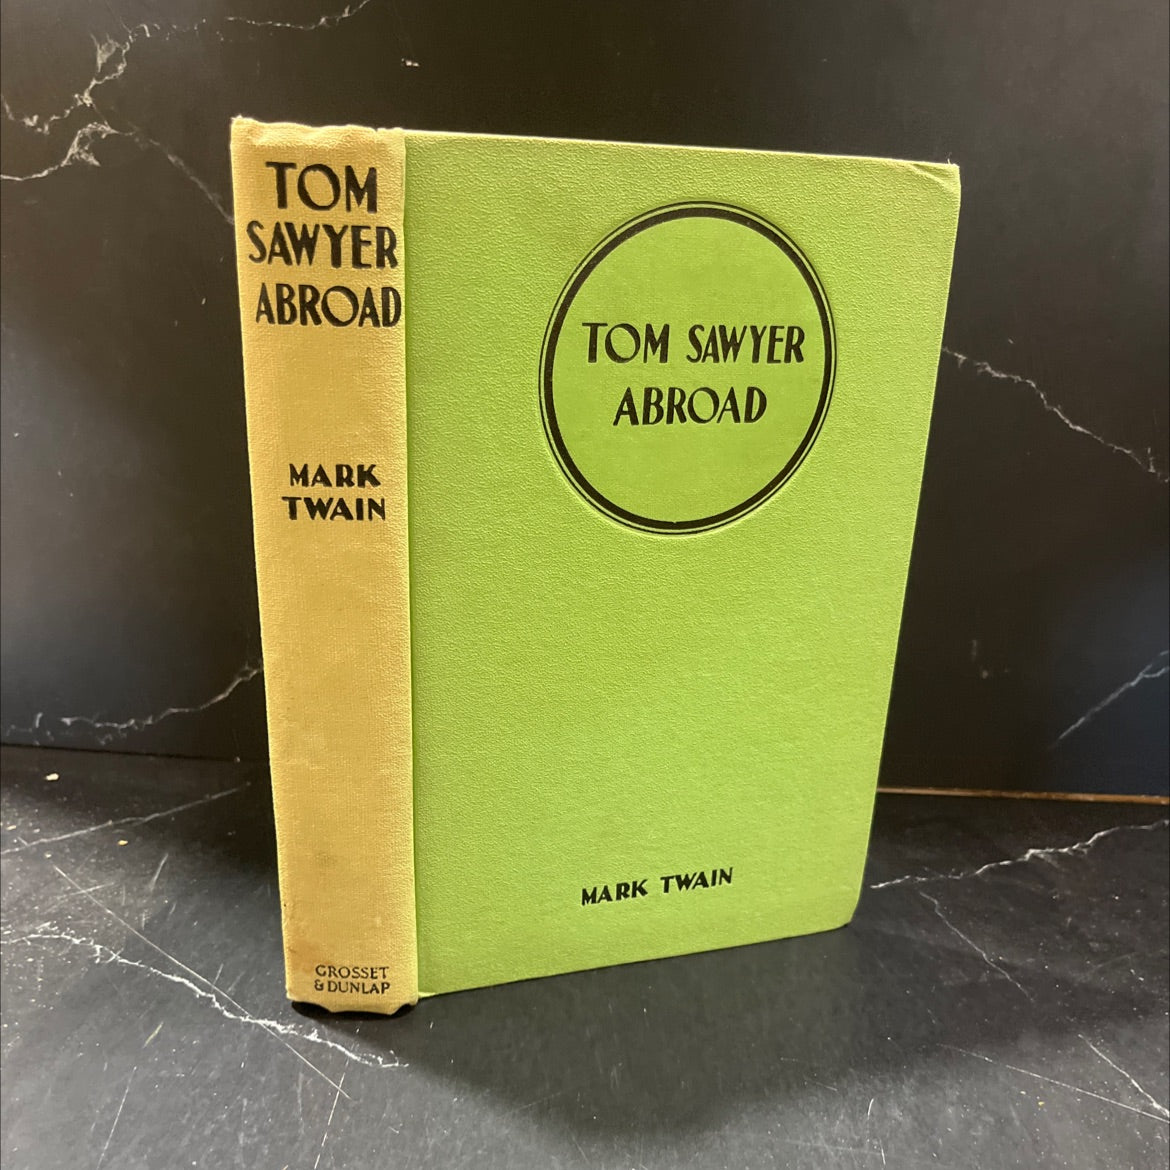 TOM
SAWYER
ABROAD
MARK
TWAIN
GROSSET
& DUNLAP
TOM SAWYER
ABROAD
MARK TWAIN